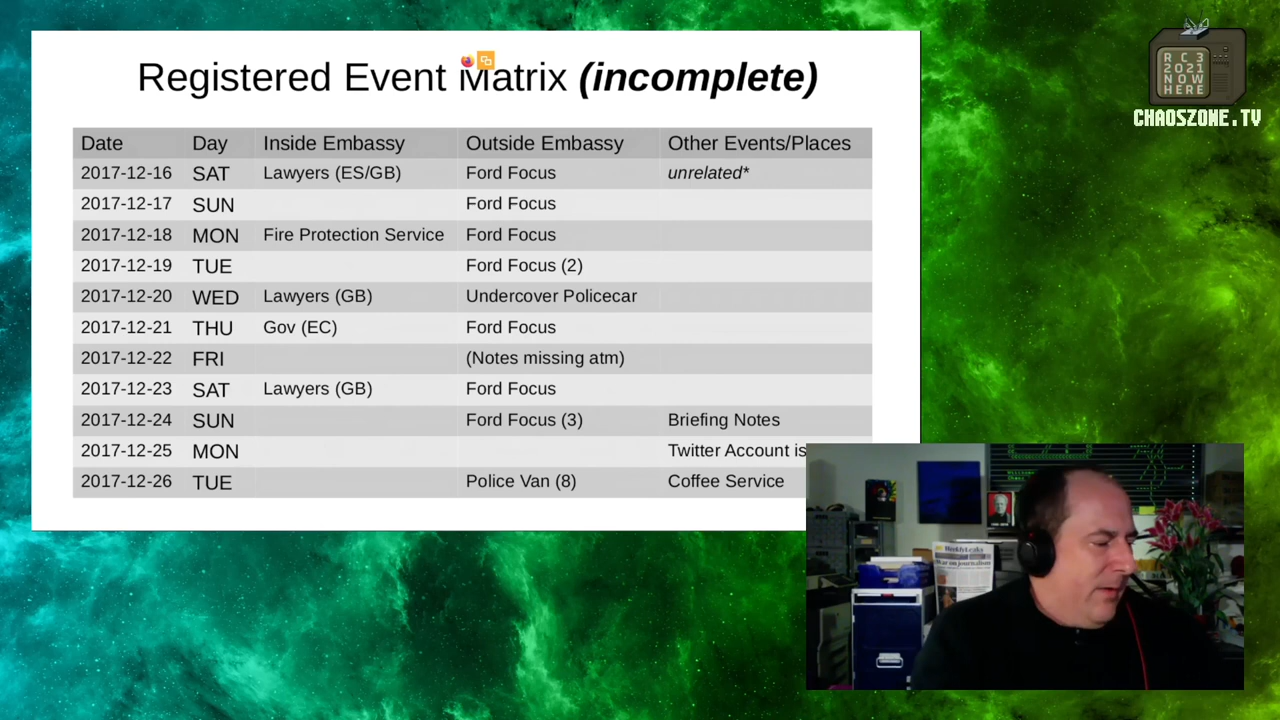 Registered Event Matrix (incomplete)
Date Day Inside Embassy Outside Embassy Other Events/Places
2017-12-16 SAT Lawyers (ES/GB) Ford Focus unrelated*
2017-12-17 SUN Ford Focus
2017-12-18 MON Fire Protection Service Ford Focus
2017-12-19 TUE Ford Focus (2)
2017-12-20 WED Lawyers (GB) Undercover Policecar
2017-12-21 THU Gov (EC) Ford Focus
2017-12-22 FRI (Notes missing atm)
2017-12-23 SAT Lawyers (GB) Ford Focus
2017-12-24 SUN Ford Focus (3) Briefing Notes
2017-12-25 MON Twitter Account is
2017-12-26 TUE Police Van (8) Coffee Service
RC3
2021
NOW
HERE
CHAOSZONE.TV
War on journalism